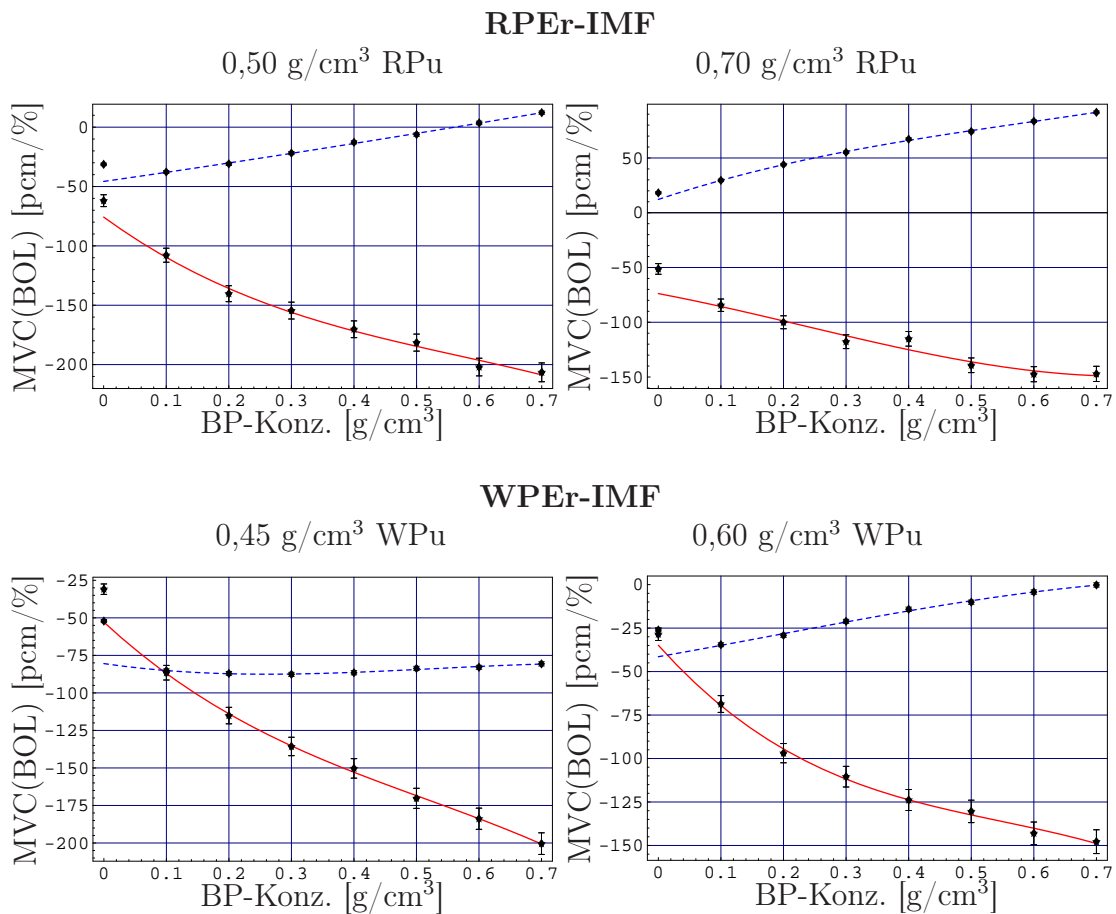 RPEr-IMF
0,50 g/cm³ RPu
0,70 g/cm³ RPu
MVC(BOL) [pcm/%]
0
-50
-100
-150
-200
0 0.1 0.2 0.3 0.4 0.5 0.6 0.7
BP-Konz. [g/cm³]
MVC(BOL) [pcm/%]
50
0
-50
-100
-150
0 0.1 0.2 0.3 0.4 0.5 0.6 0.7
BP-Konz. [g/cm³]
WPEr-IMF
0,45 g/cm³ WPu
0,60 g/cm³ WPu
MVC(BOL) [pcm/%]
-25
-50
-75
-100
-125
-150
-175
-200
0 0.1 0.2 0.3 0.4 0.5 0.6 0.7
BP-Konz. [g/cm³]
MVC(BOL) [pcm/%]
0
-25
-50
-75
-100
-125
-150
0 0.1 0.2 0.3 0.4 0.5 0.6 0.7
BP-Konz. [g/cm³]